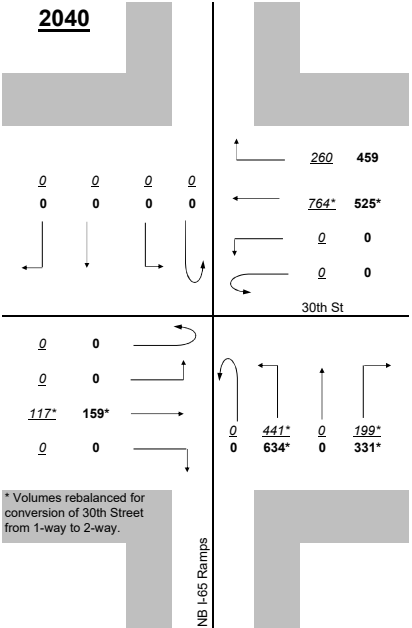 2040
260 459
0 0 0 0
0 0 0 0
764* 525*
0 0
0 0
30th St
0 0
0 0
117* 159*
0 0
0 441* 0 199*
0 634* 0 331*
* Volumes rebalanced for
conversion of 30th Street
from 1-way to 2-way.
NB I-65 Ramps